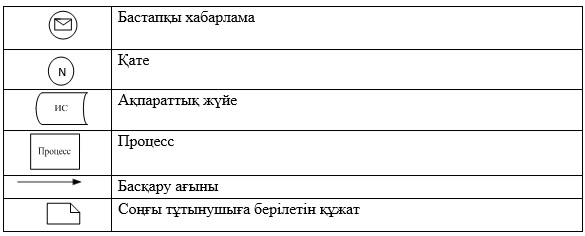 Бастапқы хабарлама
N
Қате
ИС
Ақпараттық жүйе
Процесс
Процесс
Басқару ағыны
Соңғы тұтынушыға берілетін құжат